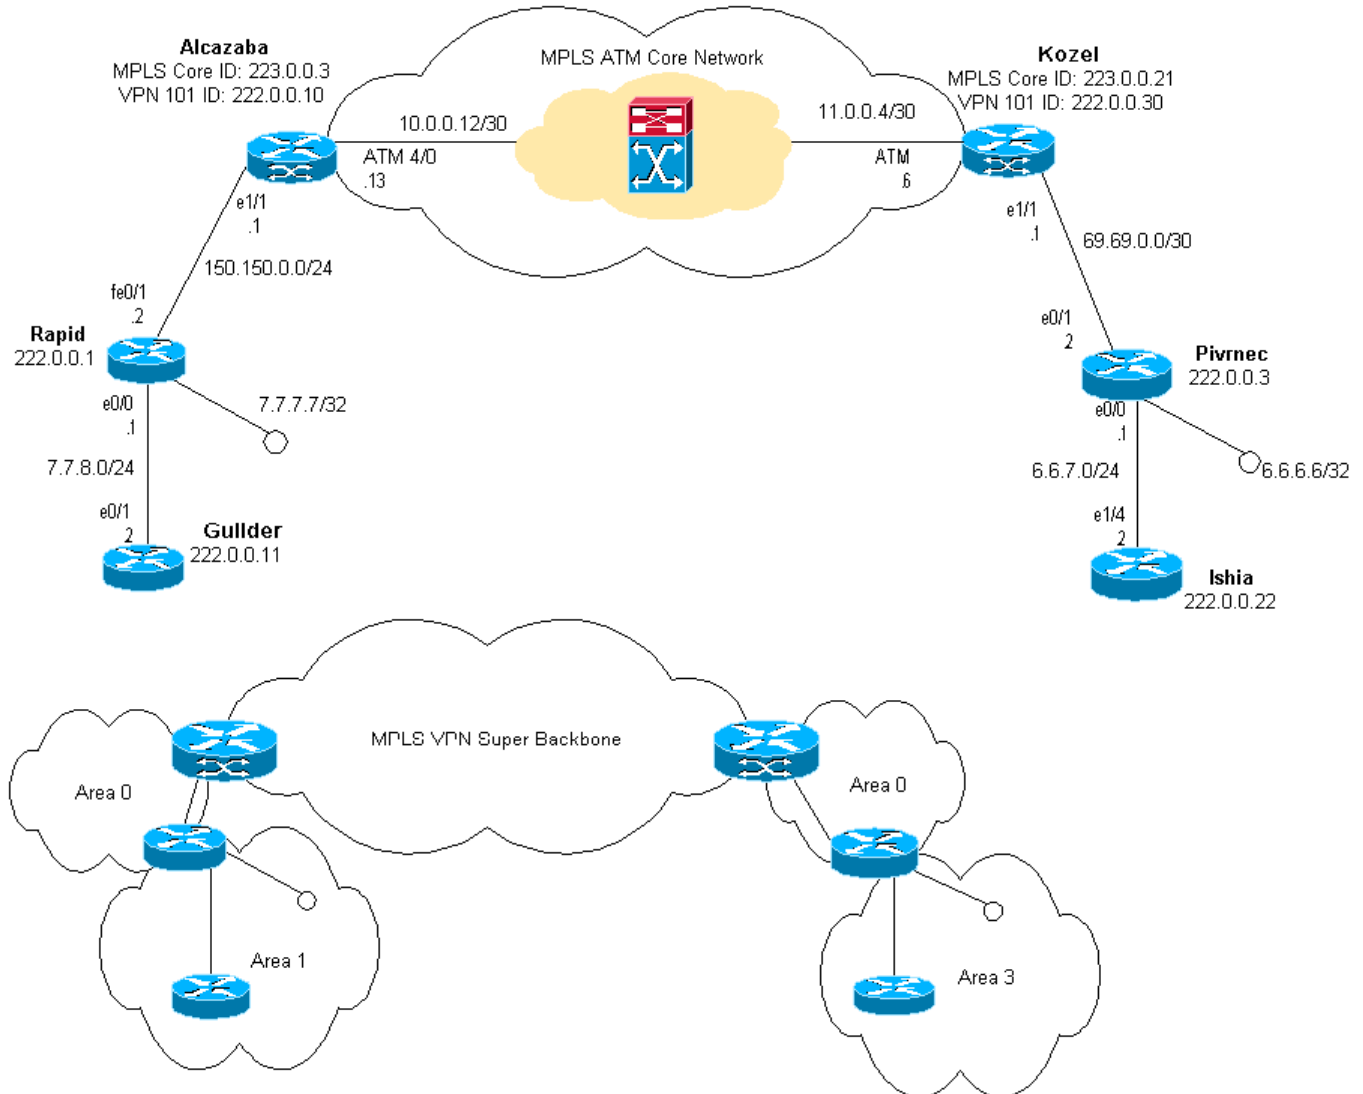 Alcazaba
MPLS Core ID: 223.0.0.3
VPN 101 ID: 222.0.0.10
MPLS ATM Core Network
Kozel
MPLS Core ID: 223.0.0.21
VPN 101 ID: 222.0.0.30
10.0.0.12/30
11.0.0.4/30
ATM 4/0
.13
ATM
.6
e1/1
.1
150.150.0.0/24
e1/1
.1
69.69.0.0/30
fe0/1
.2
Rapid
222.0.0.1
e0/1
2
Pivrnec
222.0.0.3
e0/0
.1
7.7.7.7/32
e0/0
.1
7.7.8.0/24
6.6.7.0/24
6.6.6.6/32
e0/1
2
Gullder
222.0.0.11
e1/4
2
Ishia
222.0.0.22
MPLS VPN Super Backbone
Area 0
Area 0
Area 1
Area 3